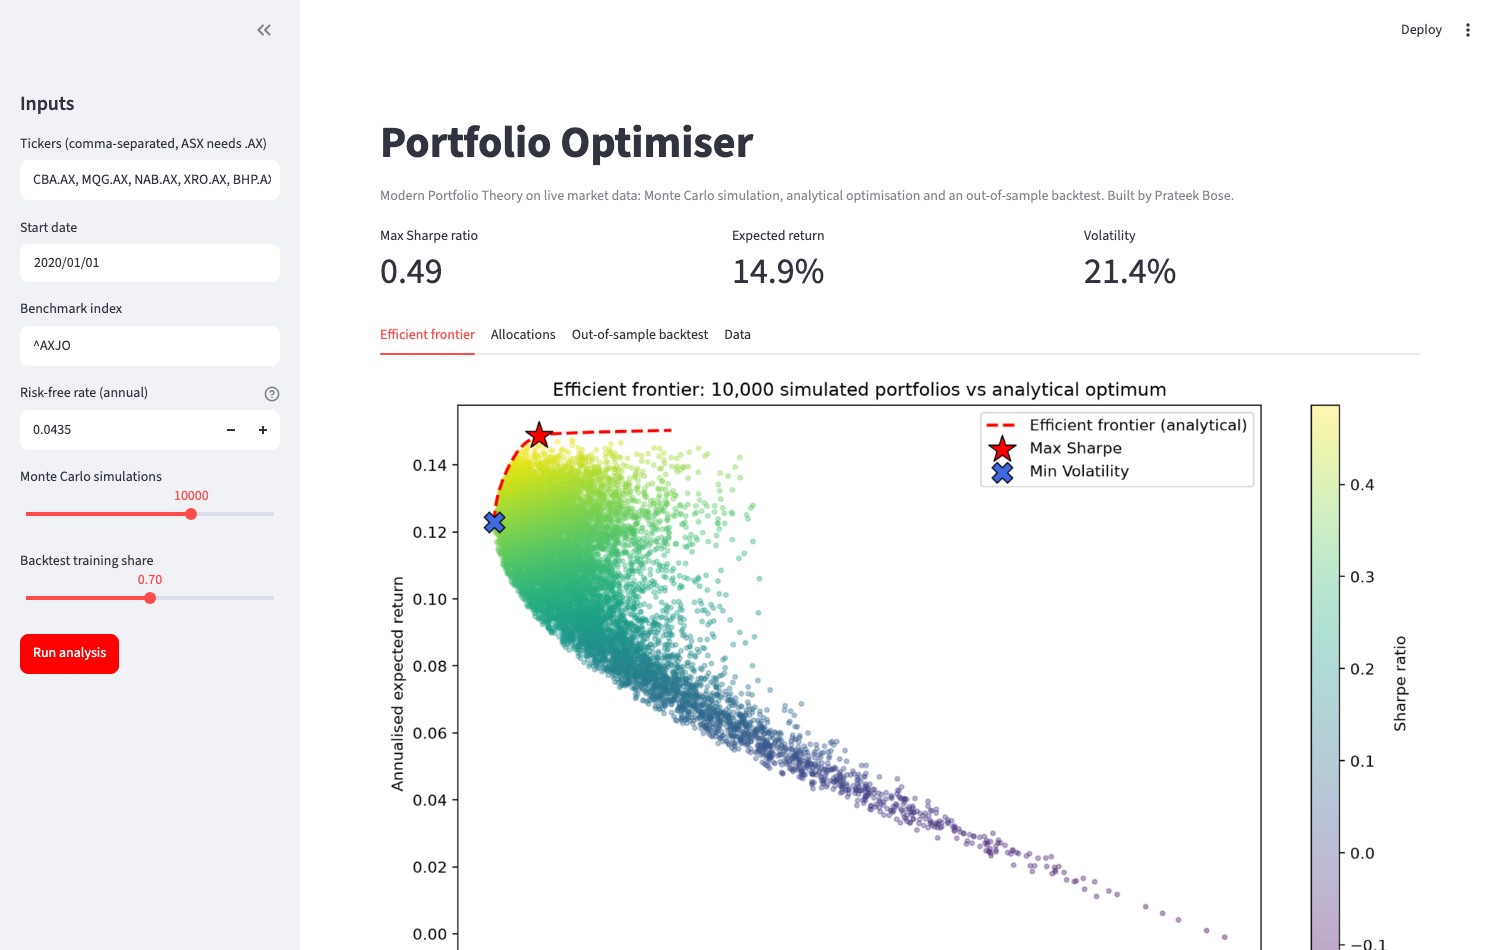 Deploy
Inputs
Tickers (comma-separated, ASX needs .AX)
CBA.AX, MQG.AX, NAB.AX, XRO.AX, BHP.AX
Start date
2020/01/01
Benchmark index
^AXJO
Risk-free rate (annual)
0.0435
Monte Carlo simulations
10000
Backtest training share
0.70
Run analysis
Portfolio Optimiser
Modern Portfolio Theory on live market data: Monte Carlo simulation, analytical optimisation and an out-of-sample backtest. Built by Prateek Bose.
Max Sharpe ratio
0.49
Expected return
14.9%
Volatility
21.4%
Efficient frontier Allocations Out-of-sample backtest Data
Efficient frontier: 10,000 simulated portfolios vs analytical optimum
Efficient frontier (analytical)
Max Sharpe
Min Volatility
Annualised expected return
0.14
0.12
0.10
0.08
0.06
0.04
0.02
0.00
0.4
0.3
0.2
0.1
0.0
−0.1
Sharpe ratio